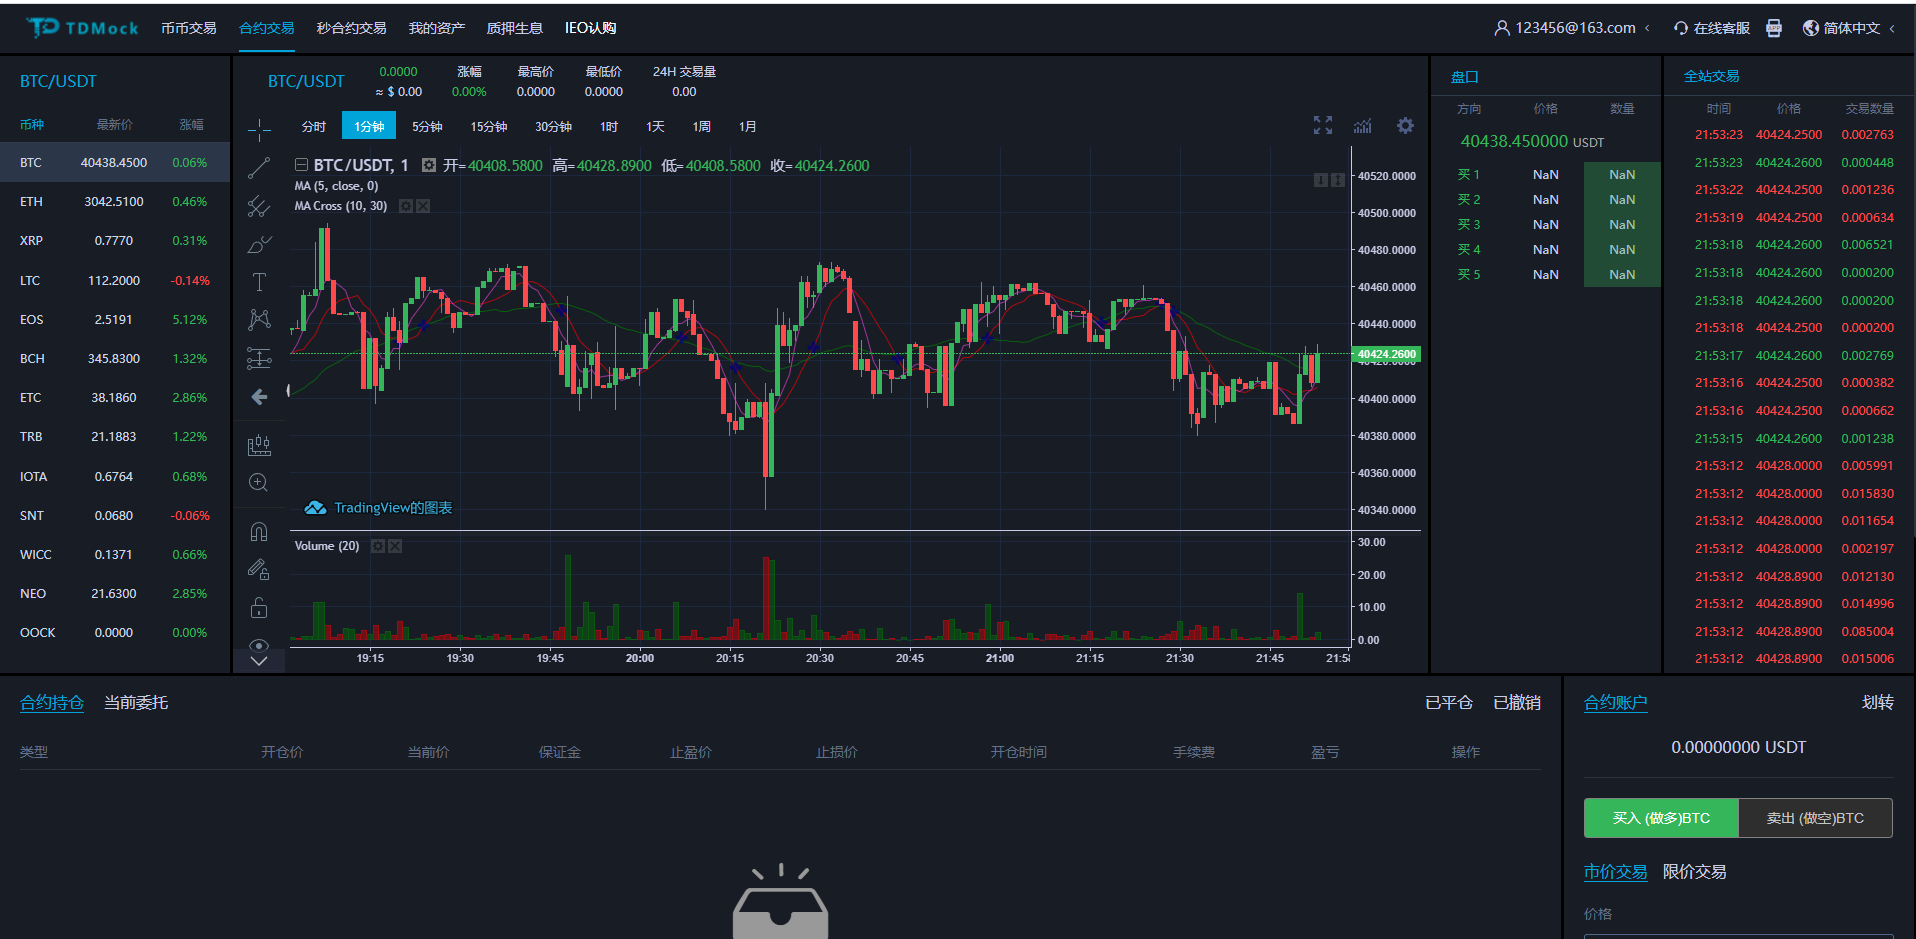 TDMock 币币交易 合约交易 秒合约交易 我的资产 质押生息 IEO认购 123456@163.com 在线客服 简体中文
BTC/USDT
币种 最新价 涨幅
BTC 40438.4500 0.06%
ETH 3042.5100 0.46%
XRP 0.7770 0.31%
LTC 112.2000 -0.14%
EOS 2.5191 5.12%
BCH 345.8300 1.32%
ETC 38.1860 2.86%
TRB 21.1883 1.22%
IOTA 0.6764 0.68%
SNT 0.0680 -0.06%
WICC 0.1371 0.66%
NEO 21.6300 2.85%
OOCK 0.0000 0.00%
BTC/USDT
0.0000 涨幅 最高价 最低价 24H 交易量
≈ $ 0.00 0.00% 0.0000 0.0000 0.00
分时 1分钟 5分钟 15分钟 30分钟 1时 1天 1周 1月
BTC/USDT, 1 开=40408.5800 高=40428.8900 低=40408.5800 收=40424.2600
MA (5, close, 0)
MA Cross (10, 30)
40520.0000
40500.0000
40480.0000
40460.0000
40440.0000
40424.2600
40420.0000
40400.0000
40380.0000
40360.0000
40340.0000
TradingView的图表
Volume (20)
30.00
20.00
10.00
0.00
19:15 19:30 19:45 20:00 20:15 20:30 20:45 21:00 21:15 21:30 21:45
盘口
方向 价格 数量
40438.450000 USDT
买 1 NaN NaN
买 2 NaN NaN
买 3 NaN NaN
买 4 NaN NaN
买 5 NaN NaN
全站交易
时间 价格 交易数量
21:53:23 40424.2500 0.002763
21:53:23 40424.2600 0.000448
21:53:22 40424.2500 0.001236
21:53:19 40424.2500 0.000634
21:53:18 40424.2600 0.006521
21:53:18 40424.2600 0.000200
21:53:18 40424.2600 0.000200
21:53:18 40424.2500 0.000200
21:53:17 40424.2600 0.002769
21:53:16 40424.2500 0.000382
21:53:16 40424.2500 0.000662
21:53:15 40424.2600 0.001238
21:53:12 40428.0000 0.005991
21:53:12 40428.0000 0.015830
21:53:12 40428.0000 0.011654
21:53:12 40428.0000 0.002197
21:53:12 40428.8900 0.012130
21:53:12 40428.8900 0.014996
21:53:12 40428.8900 0.085004
21:53:12 40428.8900 0.015006
合约持仓 当前委托 已平仓 已撤销
类型 开仓价 当前价 保证金 止盈价 止损价 开仓时间 手续费 盈亏 操作
合约账户 划转
0.00000000 USDT
买入 (做多)BTC 卖出 (做空)BTC
市价交易 限价交易
价格